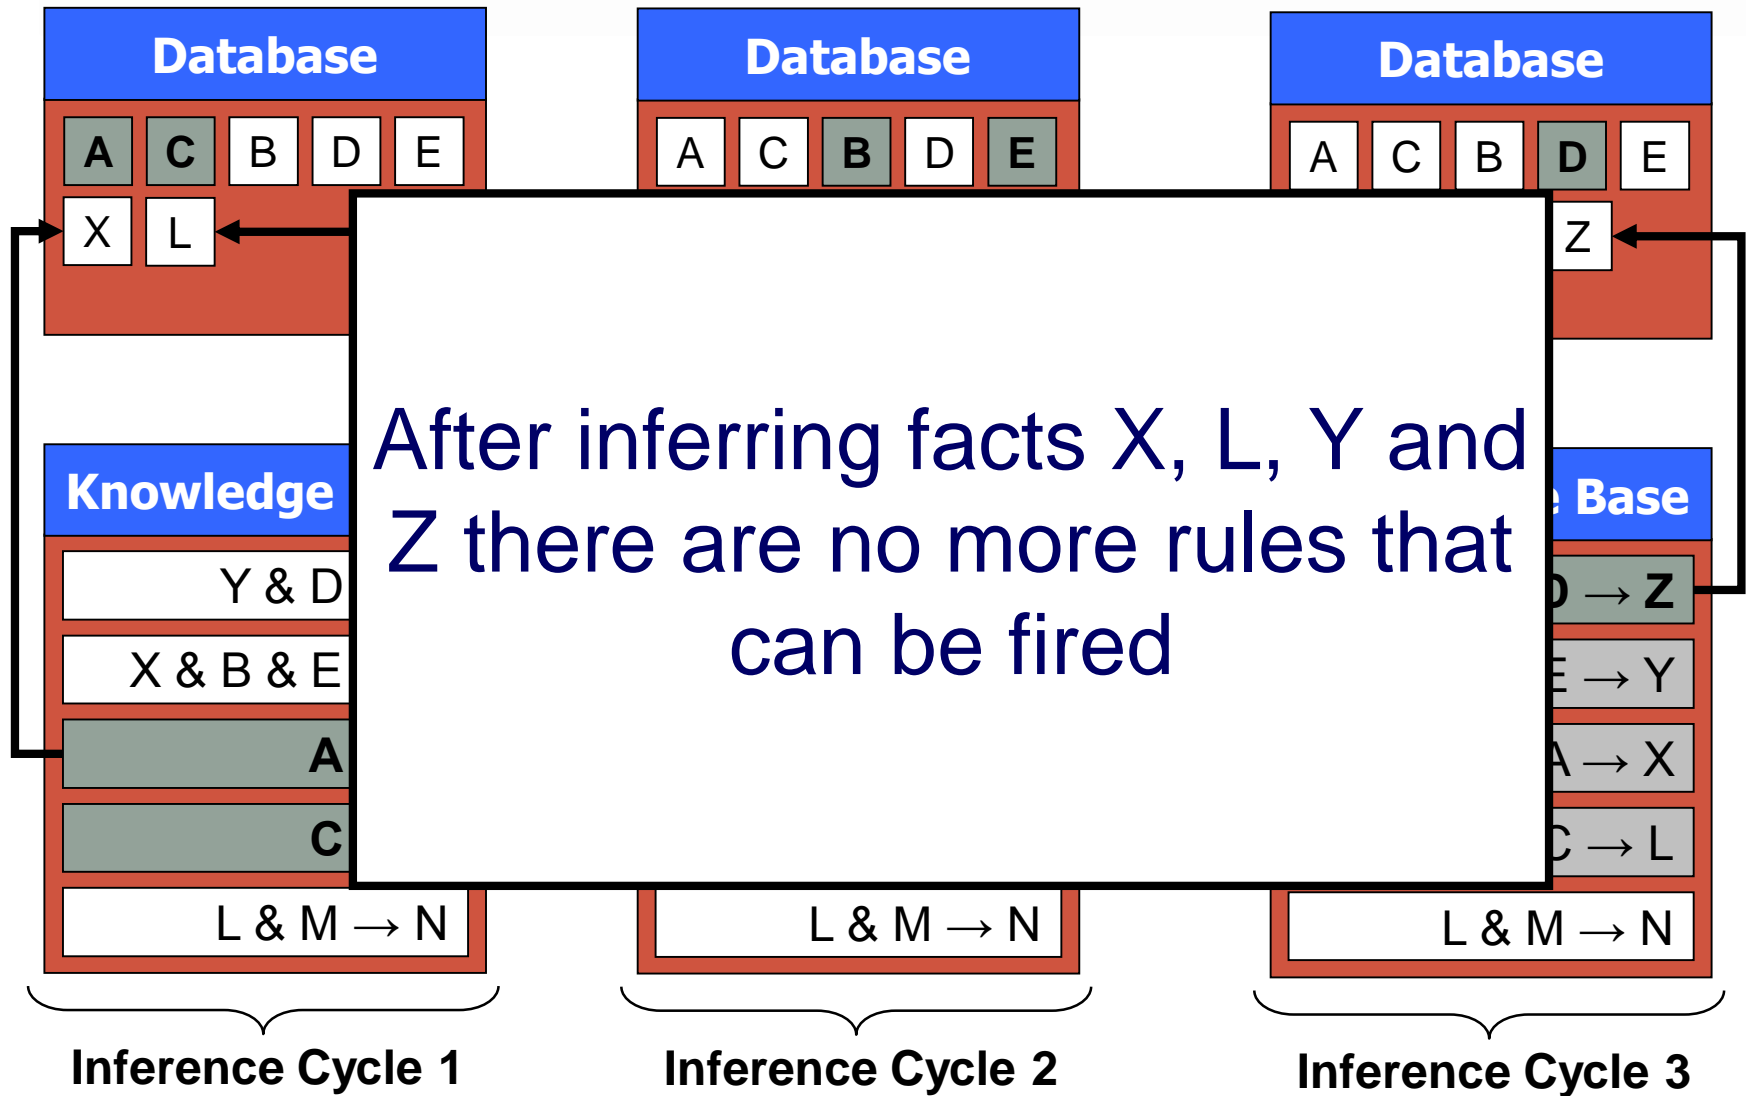 Database
A C B D E
X L
Database
A C B D E
Database
A C B D E
Z
After inferring facts X, L, Y and
Z there are no more rules that
can be fired
Knowledge
Y & D
X & B & E
A
C
L & M → N
L & M → N
Base
D → Z
E → Y
A → X
C → L
L & M → N
Inference Cycle 1
Inference Cycle 2
Inference Cycle 3